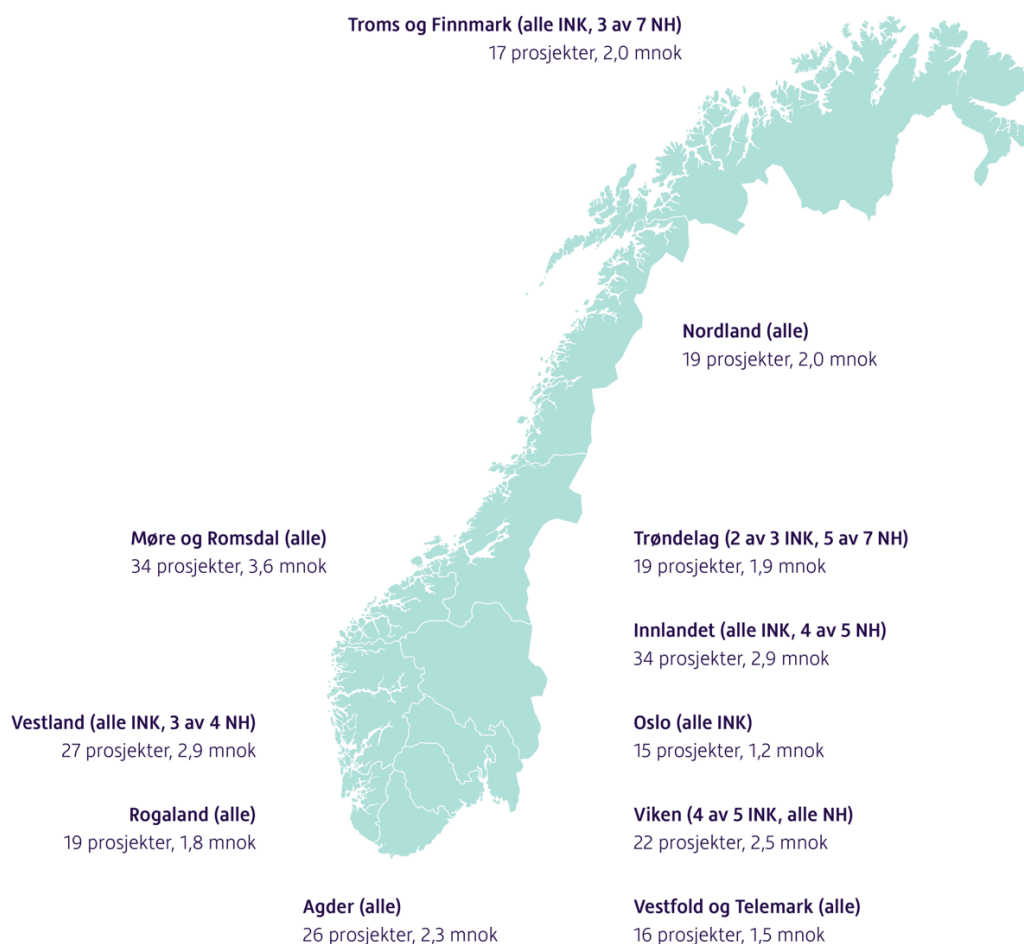 Troms og Finnmark (alle INK, 3 av 7 NH)
17 prosjekter, 2,0 mnok
Nordland (alle)
19 prosjekter, 2,0 mnok
Møre og Romsdal (alle)
34 prosjekter, 3,6 mnok
Trøndelag (2 av 3 INK, 5 av 7 NH)
19 prosjekter, 1,9 mnok
Innlandet (alle INK, 4 av 5 NH)
34 prosjekter, 2,9 mnok
Vestland (alle INK, 3 av 4 NH)
27 prosjekter, 2,9 mnok
Oslo (alle INK)
15 prosjekter, 1,2 mnok
Rogaland (alle)
19 prosjekter, 1,8 mnok
Viken (4 av 5 INK, alle NH)
22 prosjekter, 2,5 mnok
Agder (alle)
26 prosjekter, 2,3 mnok
Vestfold og Telemark (alle)
16 prosjekter, 1,5 mnok